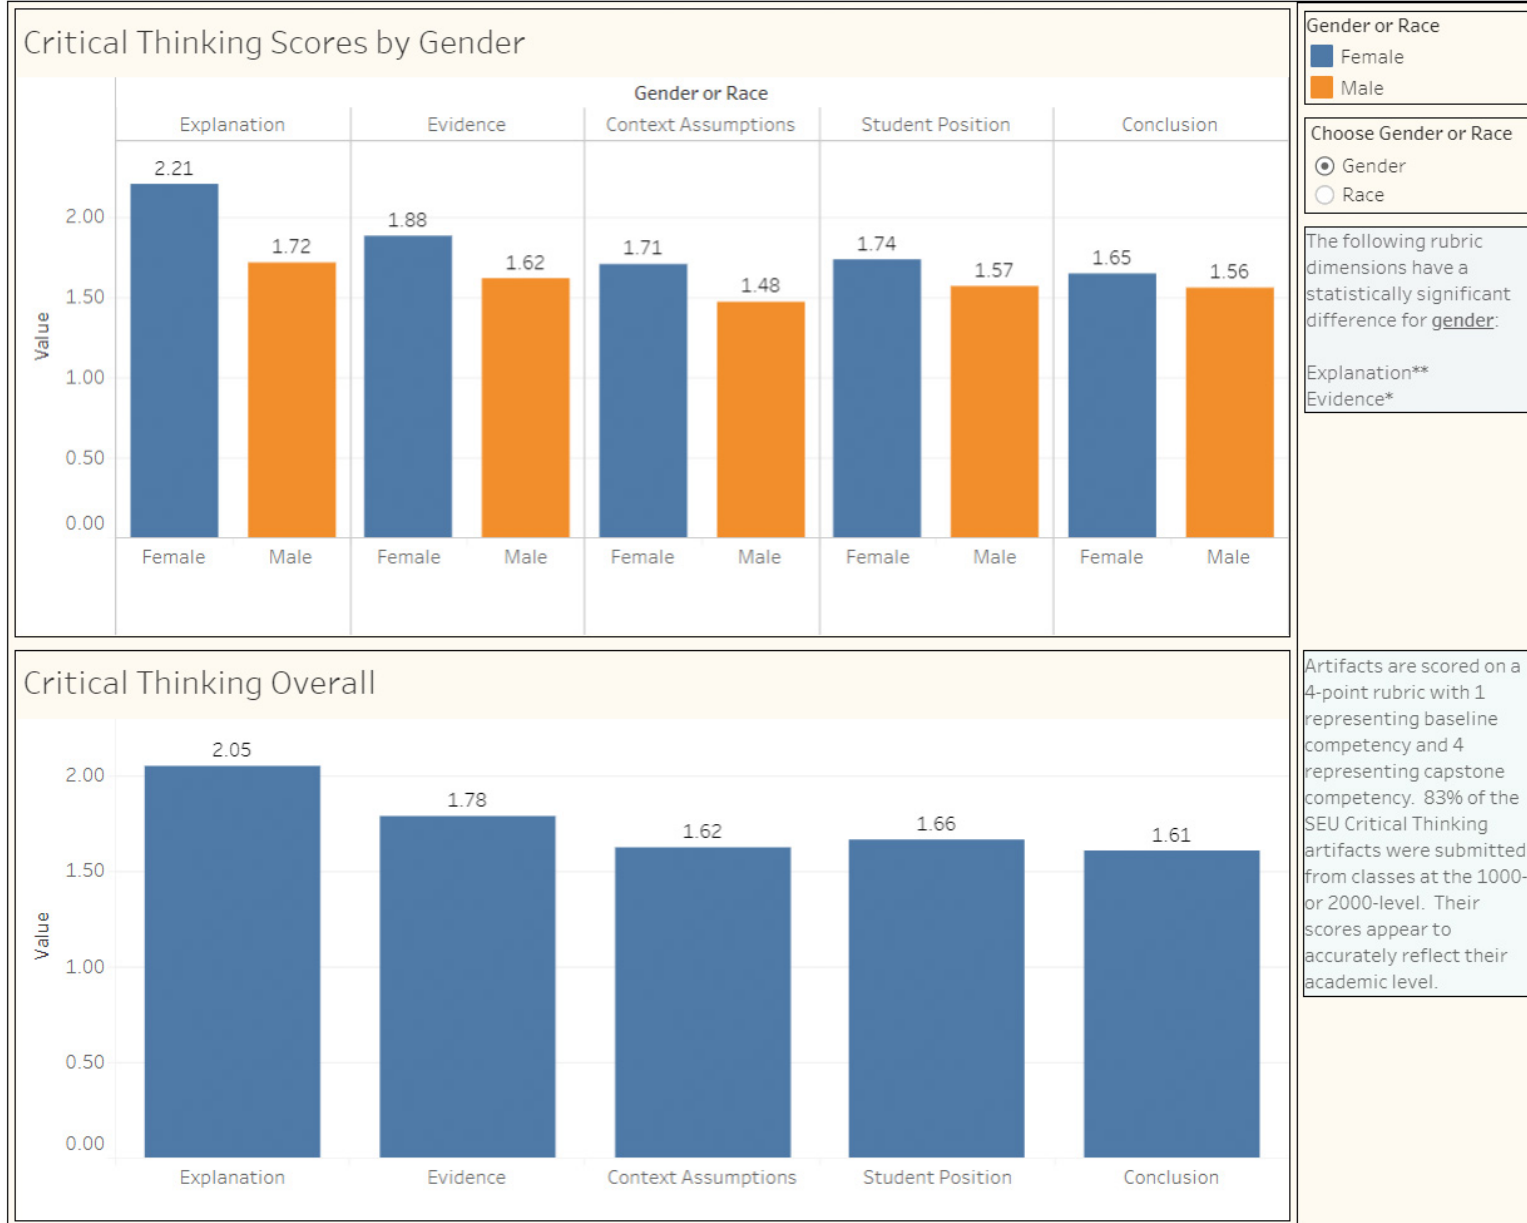 Critical Thinking Scores by Gender
Gender or Race
Explanation Evidence Context Assumptions Student Position Conclusion
2.21
1.72
1.88
1.62
1.71
1.48
1.74
1.57
1.65
1.56
2.00
1.50
1.00
0.50
0.00
Value
Female Male Female Male Female Male Female Male Female Male
Gender or Race
Female
Male
Choose Gender or Race
Gender
Race
The following rubric
dimensions have a
statistically significant
difference for gender:
Explanation**
Evidence*
Critical Thinking Overall
2.05
1.78
1.62
1.66
1.61
2.00
1.50
1.00
0.50
0.00
Value
Explanation Evidence Context Assumptions Student Position Conclusion
Artifacts are scored on a
4-point rubric with 1
representing baseline
competency and 4
representing capstone
competency. 83% of the
SEU Critical Thinking
artifacts were submitted
from classes at the 1000-
or 2000-level. Their
scores appear to
accurately reflect their
academic level.